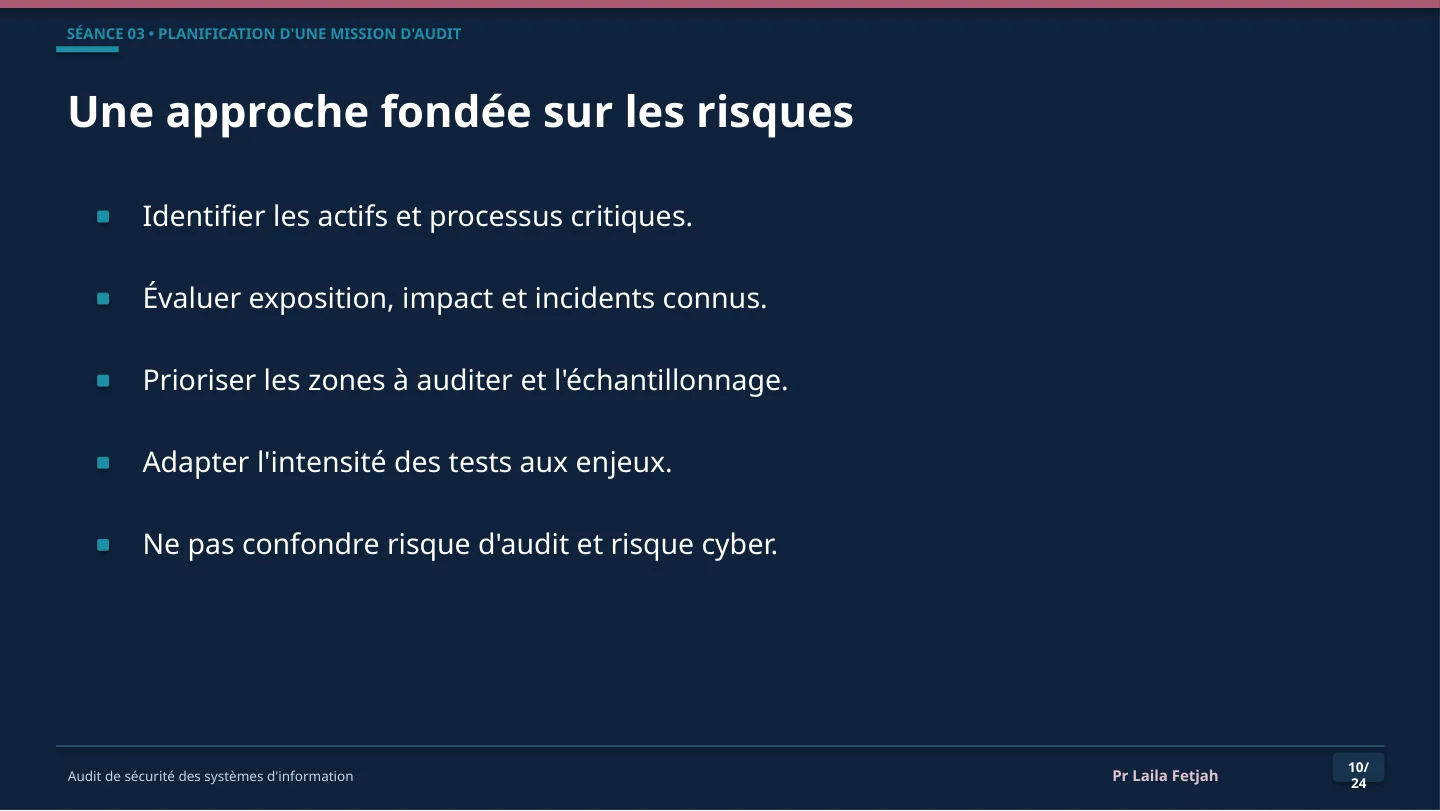 SÉANCE 03 • PLANIFICATION D'UNE MISSION D'AUDIT
Une approche fondée sur les risques
Identifier les actifs et processus critiques.
Évaluer exposition, impact et incidents connus.
Prioriser les zones à auditer et l'échantillonnage.
Adapter l'intensité des tests aux enjeux.
Ne pas confondre risque d'audit et risque cyber.
Audit de sécurité des systèmes d'information
Pr Laila Fetjah
10/
24